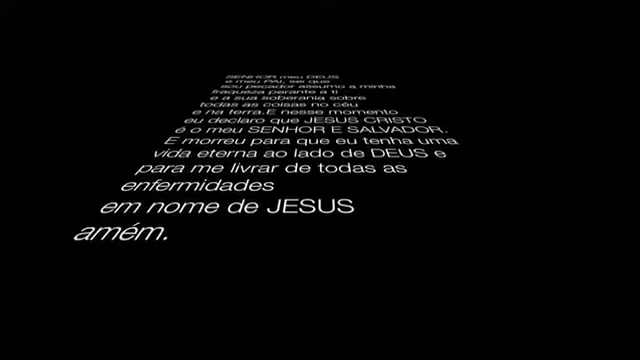 SENHOR meu DEUS
e meu PAI, sei que
sou pecador assumo a minha
fraqueza perante a ti
e a sua soberania sobre
todas as coisas no céu
e na terra.E nesse momento
eu declaro que JESUS CRISTO
é o meu SENHOR E SALVADOR.
E morreu para que eu tenha uma
vida eterna ao lado de DEUS e
para me livrar de todas as
enfermidades
em nome de JESUS
amém.